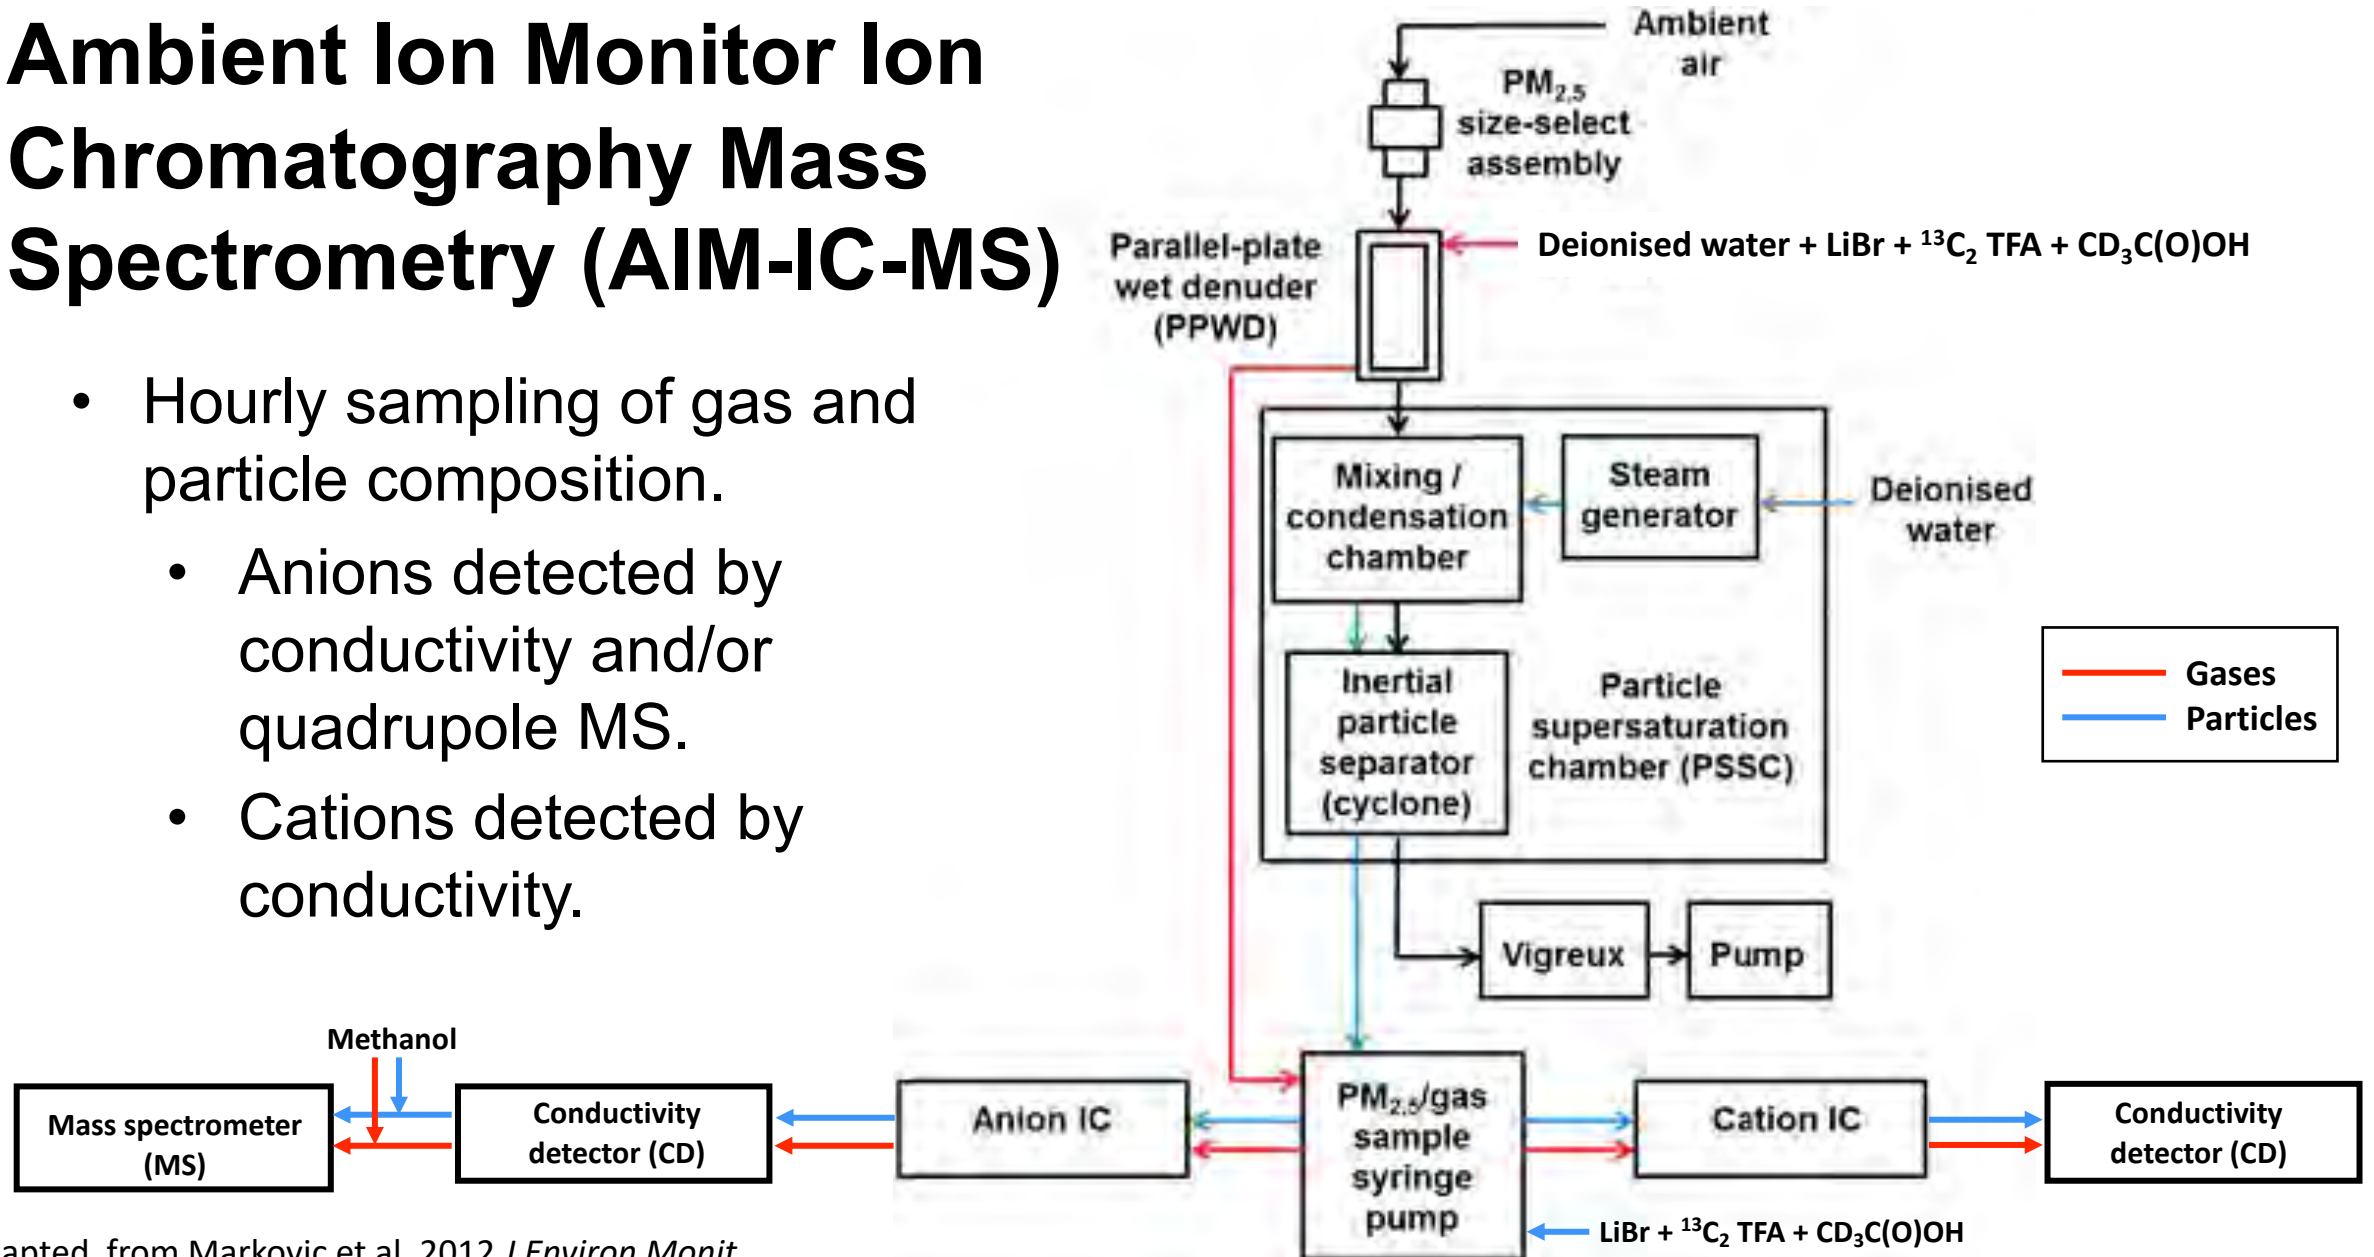 Ambient Ion Monitor Ion
Chromatography Mass
Spectrometry (AIM-IC-MS)
• Hourly sampling of gas and
particle composition.
• Anions detected by
conductivity and/or
quadrupole MS.
• Cations detected by
conductivity.
Ambient
air
PM2.5
size-select
assembly
Parallel-plate
wet denuder
(PPWD)
Deionised water + LiBr + ¹³C₂ TFA + CD₃C(O)OH
Mixing /
condensation
chamber
Steam
generator
Deionised
water
Inertial
particle
separator
(cyclone)
Particle
supersaturation
chamber (PSSC)
Gases
Particles
Vigreux
Pump
Methanol
Mass spectrometer
(MS)
Conductivity
detector (CD)
Anion IC
PM2.5/gas
sample
syringe
pump
Cation IC
Conductivity
detector (CD)
LiBr + ¹³C₂ TFA + CD₃C(O)OH
from Markovic et al. 2012 J Environ Monit